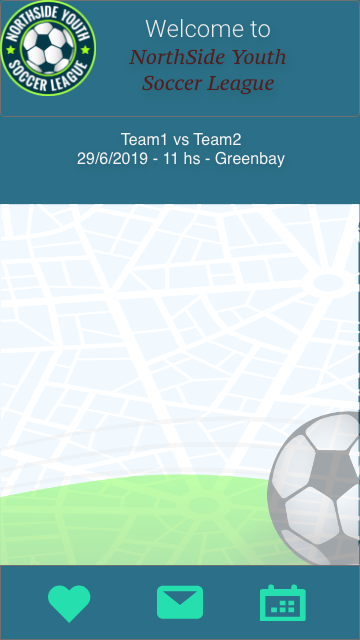 NORTHSIDE YOUTH
SOCCER LEAGUE
Welcome to
NorthSide Youth
Soccer League
Team1 vs Team2
29/6/2019 - 11 hs - Greenbay